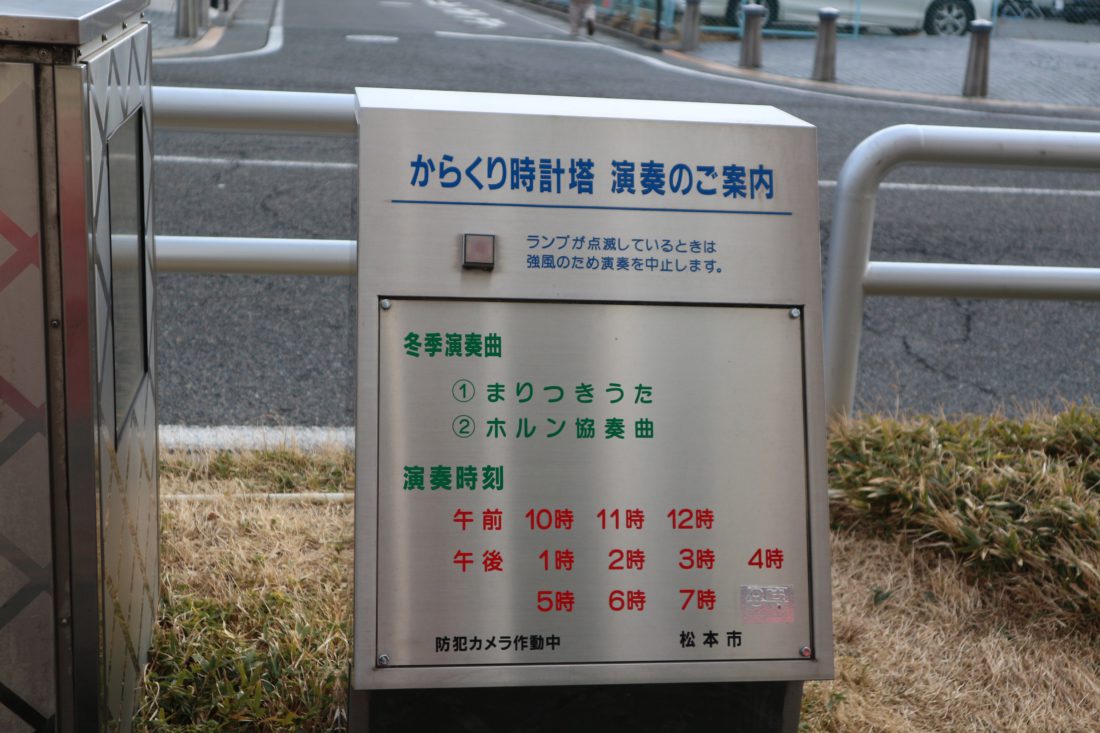 からくり時計塔 演奏のご案内
ランプが点滅しているときは
強風のため演奏を中止します。
冬季演奏曲
① まりつきうた
② ホルン協奏曲
演奏時刻
午前 10時 11時 12時
午後 1時 2時 3時 4時
5時 6時 7時
防犯カメラ作動中 松本市